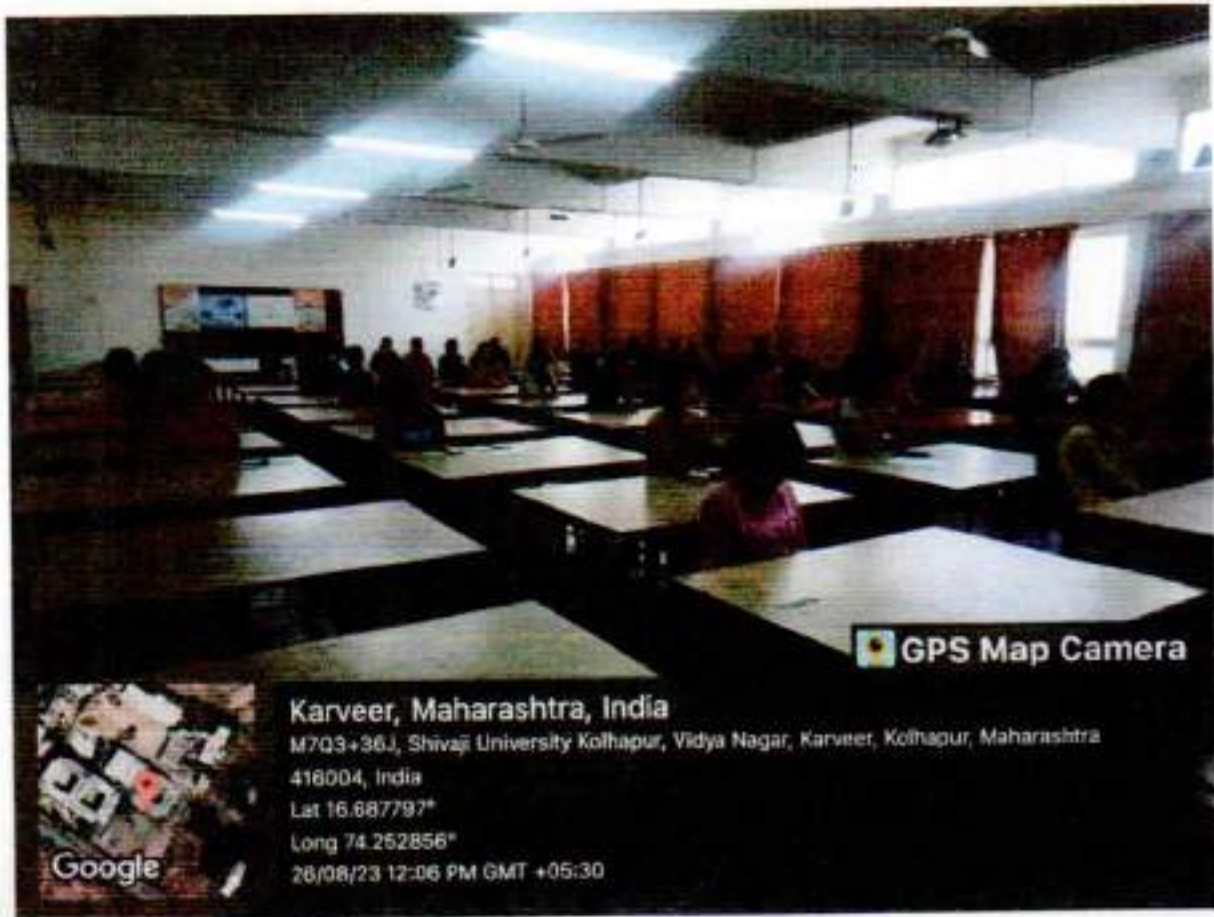 GPS Map Camera
Karveer, Maharashtra, India
M7Q3+36J, Shivaji University Kolhapur, Vidya Nagar, Karveer, Kolhapur, Maharashtra
416004, India
Lat 16.687797°
Long 74.252856°
26/08/23 12:06 PM GMT +05:30
Google